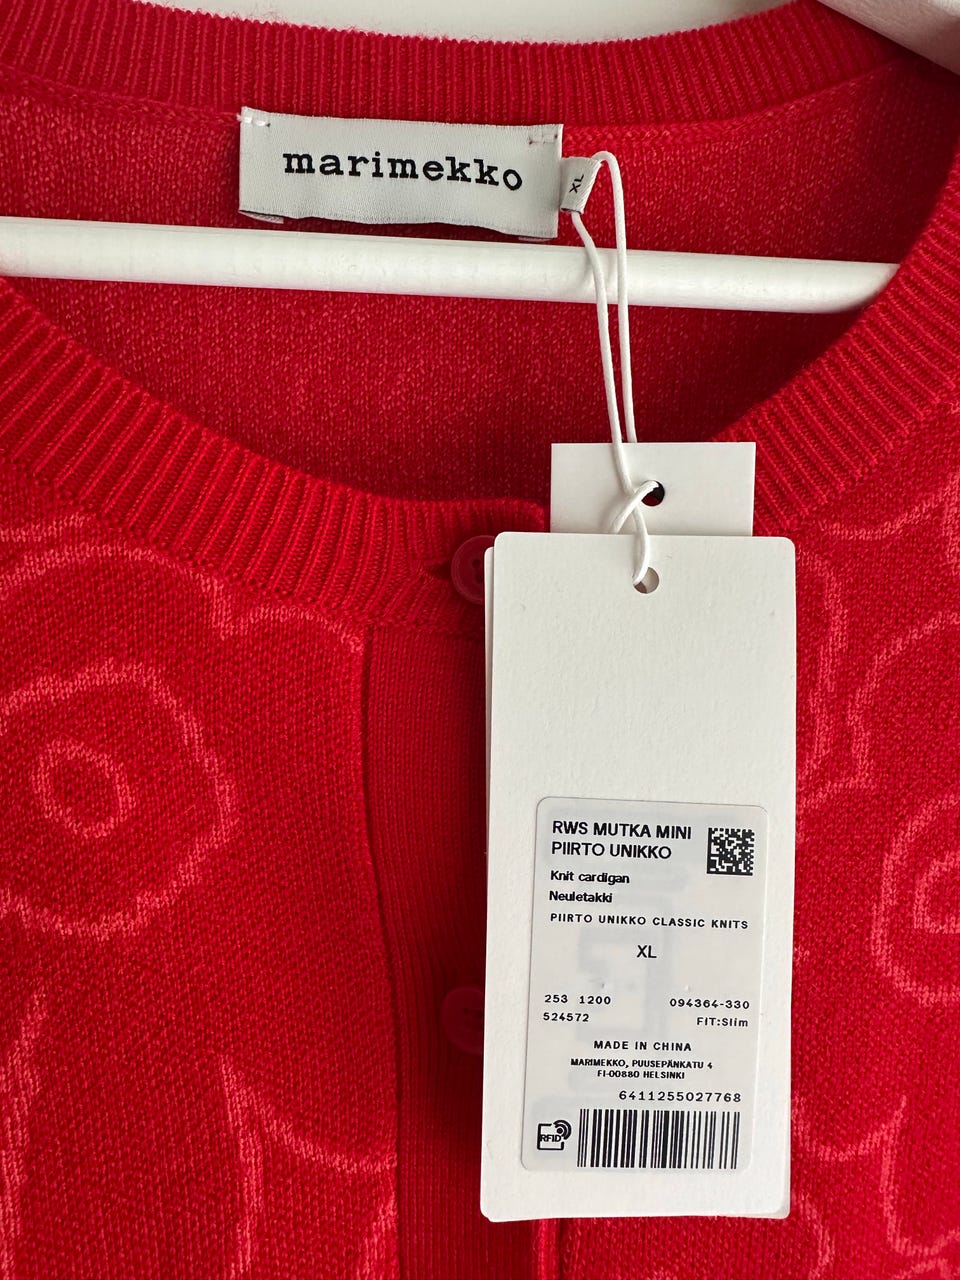 marimekko
XL
RWS MUTKA MINI
PIIRTO UNIKKO
Knit cardigan
Neuletakki
PIIRTO UNIKKO CLASSIC KNITS
XL
253 1200 094364-330
524572 FIT:Slim
MADE IN CHINA
MARIMEKKO, PUUSEPÄNKATU 4
FI-00880 HELSINKI
6411255027768
RFID